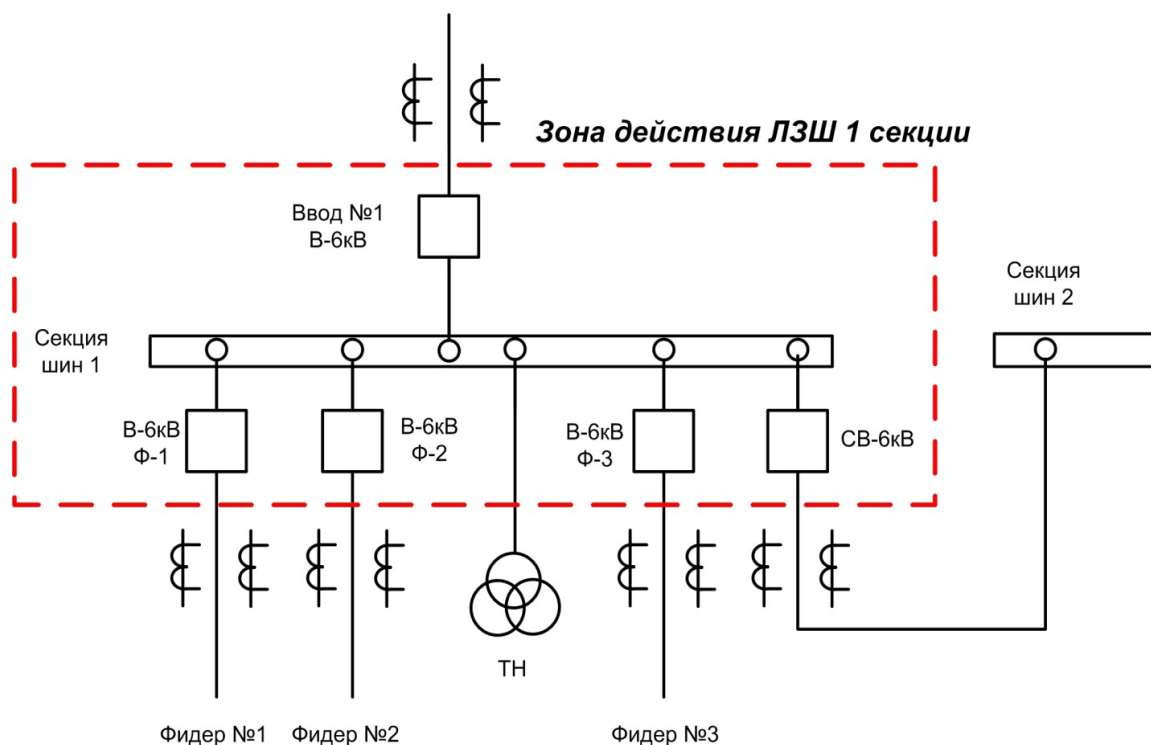 Зона действия ЛЗШ 1 секции
Ввод №1
В-6кВ
Секция
шин 2
Секция
шин 1
В-6кВ
Ф-1
В-6кВ
Ф-2
В-6кВ
Ф-3
СВ-6кВ
ТН
Фидер №1
Фидер №2
Фидер №3